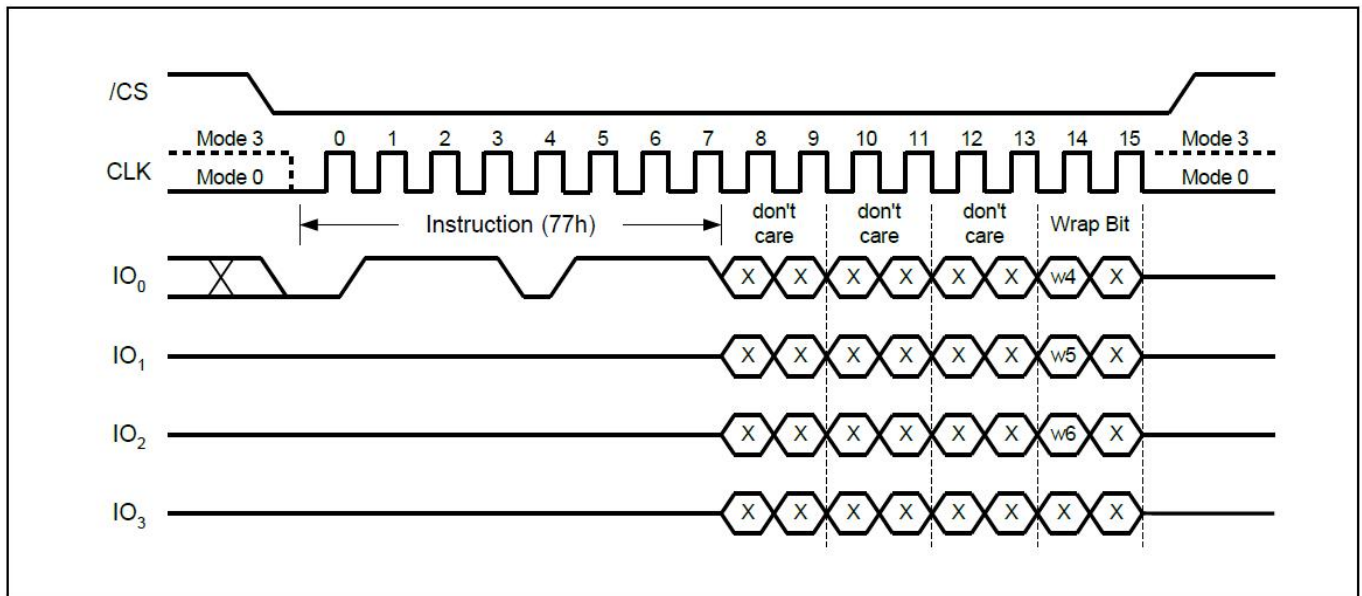 /CS
Mode 3 0 1 2 3 4 5 6 7 8 9 10 11 12 13 14 15 Mode 3
CLK
Mode 0 Mode 0
Instruction (77h) don't care don't care don't care Wrap Bit
IO0 X X X X X X X w4 X
IO1 X X X X X X w5 X
IO2 X X X X X X w6 X
IO3 X X X X X X X X